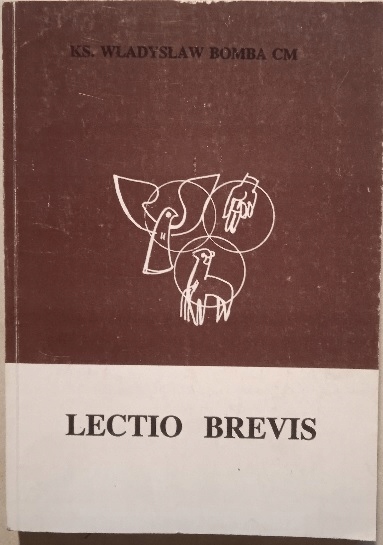 KS. WŁADYSŁAW BOMBA CM
LECTIO BREVIS